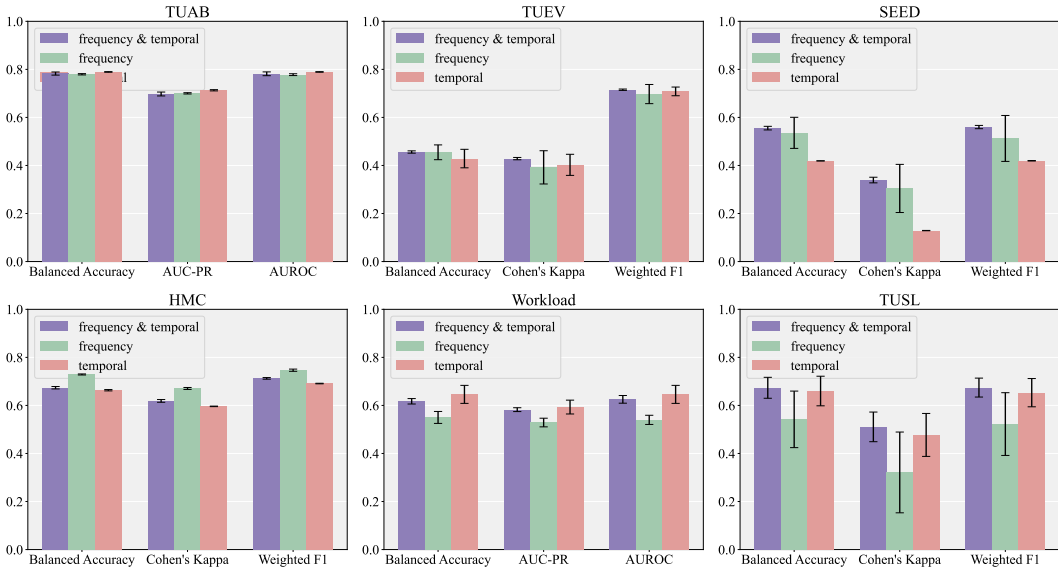 TUAB
TUEV
SEED
1.0
0.8
0.6
0.4
0.2
0.0
frequency & temporal
frequency
Balanced Accuracy
AUC-PR
AUROC
1.0
0.8
0.6
0.4
0.2
0.0
frequency & temporal
frequency
temporal
Balanced Accuracy
Cohen's Kappa
Weighted F1
1.0
0.8
0.6
0.4
0.2
0.0
frequency & temporal
frequency
temporal
Balanced Accuracy
Cohen's Kappa
Weighted F1
HMC
Workload
TUSL
1.0
0.8
0.6
0.4
0.2
0.0
frequency & temporal
frequency
temporal
Balanced Accuracy
Cohen's Kappa
Weighted F1
1.0
0.8
0.6
0.4
0.2
0.0
frequency & temporal
frequency
temporal
Balanced Accuracy
AUC-PR
AUROC
1.0
0.8
0.6
0.4
0.2
0.0
frequency & temporal
frequency
temporal
Balanced Accuracy
Cohen's Kappa
Weighted F1